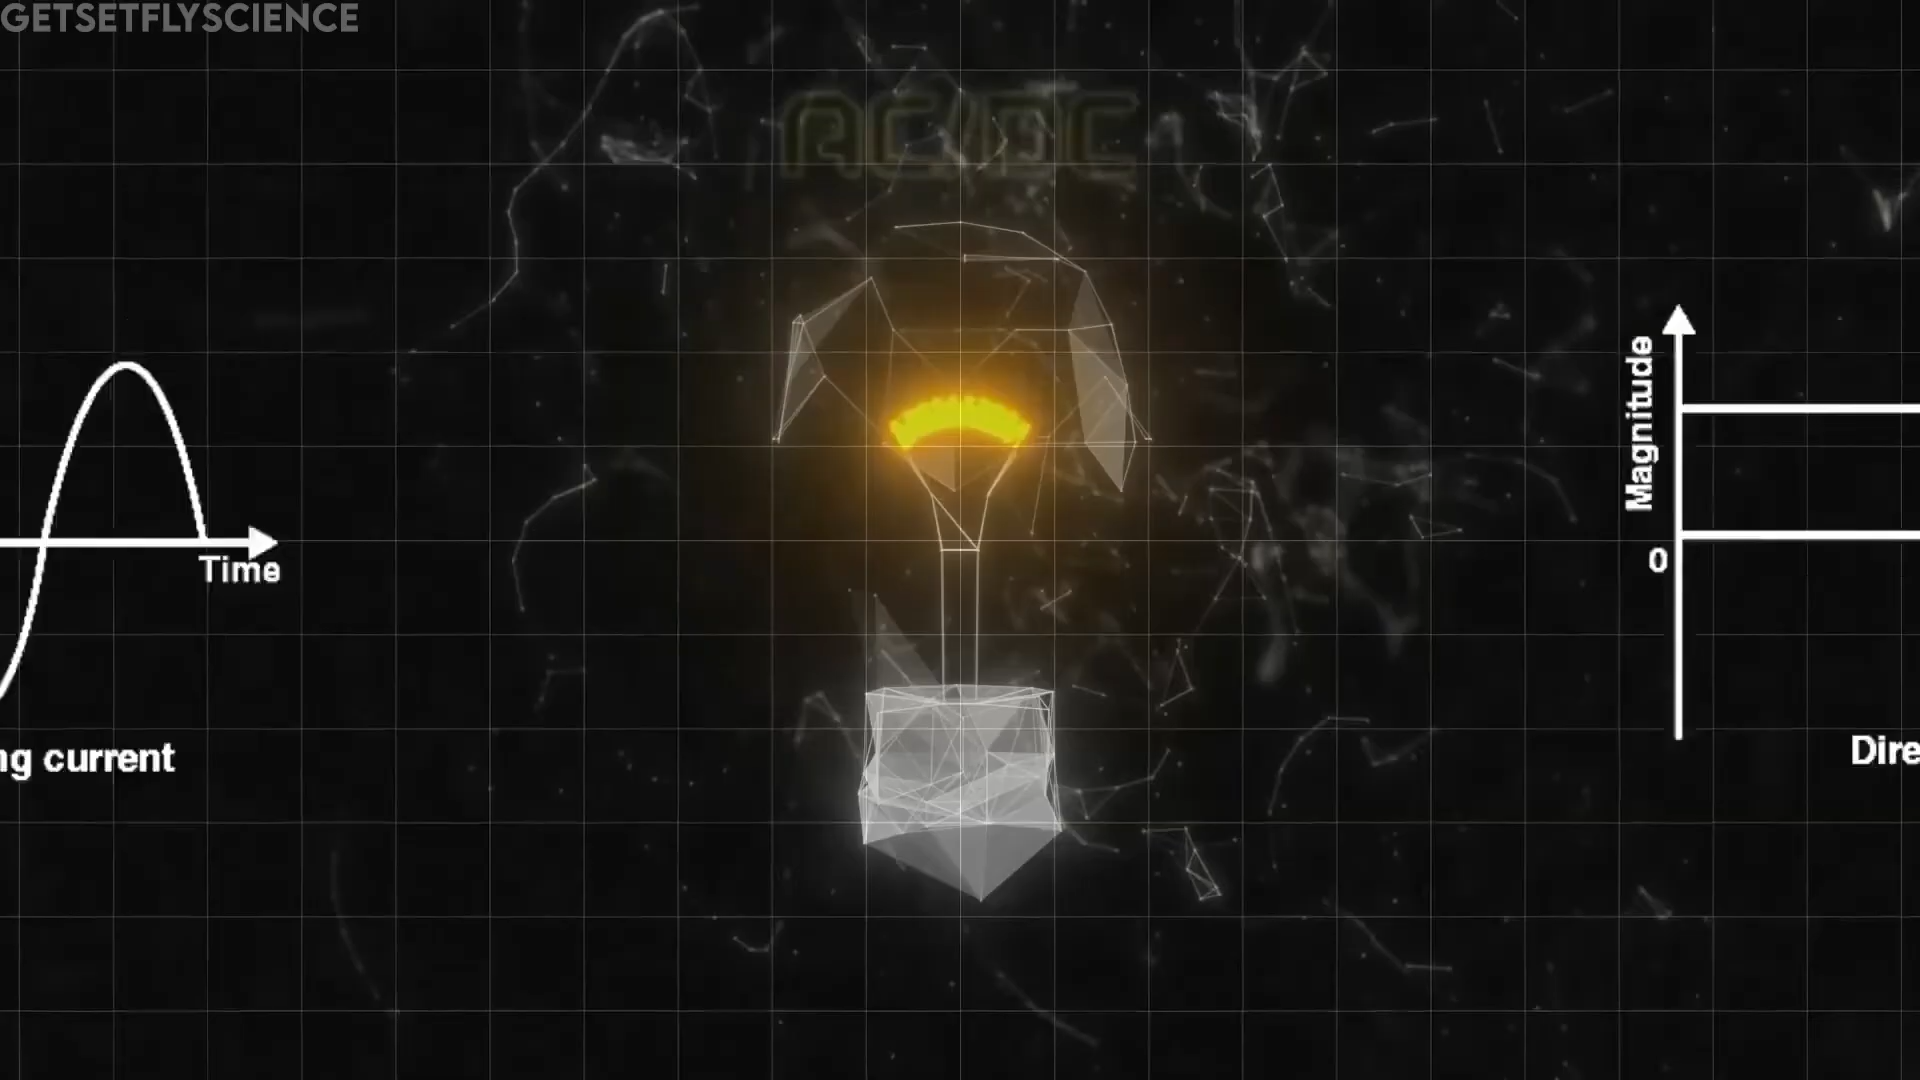 GETSETFLYSCIENCE
AC/DC
Time
ng current
Magnitude
0
Dire